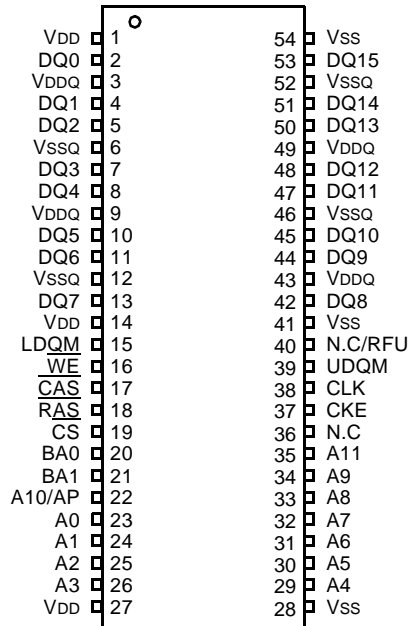 VDD 1 54 VSS
DQ0 2 53 DQ15
VDDQ 3 52 VSSQ
DQ1 4 51 DQ14
DQ2 5 50 DQ13
VSSQ 6 49 VDDQ
DQ3 7 48 DQ12
DQ4 8 47 DQ11
VDDQ 9 46 VSSQ
DQ5 10 45 DQ10
DQ6 11 44 DQ9
VSSQ 12 43 VDDQ
DQ7 13 42 DQ8
VDD 14 41 VSS
LDQM 15 40 N.C/RFU
WE 16 39 UDQM
CAS 17 38 CLK
RAS 18 37 CKE
CS 19 36 N.C
BA0 20 35 A11
BA1 21 34 A9
A10/AP 22 33 A8
A0 23 32 A7
A1 24 31 A6
A2 25 30 A5
A3 26 29 A4
VDD 27 28 VSS